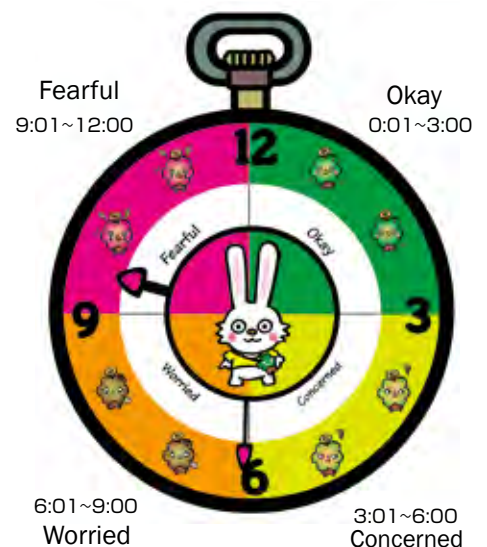 Fearful
9:01~12:00
Okay
0:01~3:00
12
Fearful
Okay
9
3
Worried
Concerned
6
6:01~9:00
Worried
3:01~6:00
Concerned